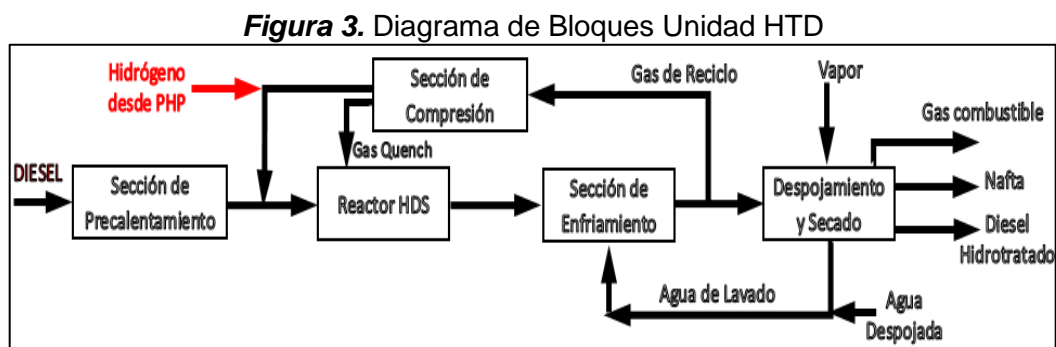 Figura 3. Diagrama de Bloques Unidad HTD
Hidrógeno
desde PHP
Sección de
Compresión
Gas de Reciclo
Vapor
Gas combustible
Gas Quench
DIESEL
Sección de
Precalentamiento
Reactor HDS
Sección de
Enfriamiento
Despojamiento
y Secado
Nafta
Diesel
Hidrotratado
Agua de Lavado
Agua
Despojada